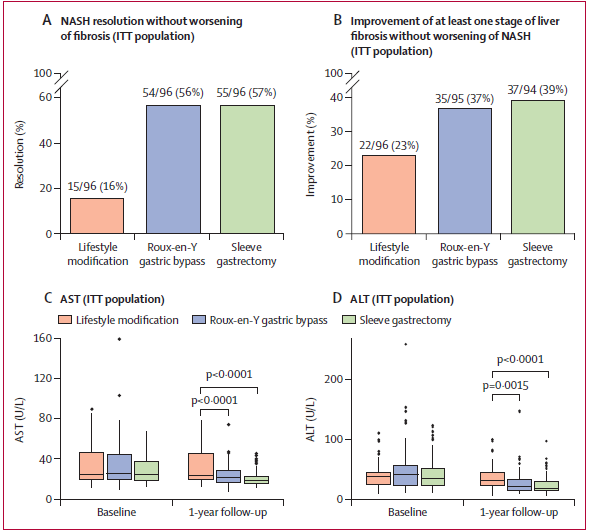 A NASH resolution without worsening
of fibrosis (ITT population)
100
60
40
20
0
Resolution (%)
15/96 (16%)
54/96 (56%)
55/96 (57%)
Lifestyle
modification
Roux-en-Y
gastric bypass
Sleeve
gastrectomy
B Improvement of at least one stage of liver
fibrosis without worsening of NASH
(ITT population)
100
40
30
20
10
0
Improvement (%)
22/96 (23%)
35/95 (37%)
37/94 (39%)
Lifestyle
modification
Roux-en-Y
gastric bypass
Sleeve
gastrectomy
C AST (ITT population)
D ALT (ITT population)
Lifestyle modification Roux-en-Y gastric bypass Sleeve gastrectomy
160
120
80
40
0
AST (U/L)
p<0·0001
p<0·0001
Baseline
1-year follow-up
200
100
0
ALT (U/L)
p<0·0001
p=0·0015
Baseline
1-year follow-up